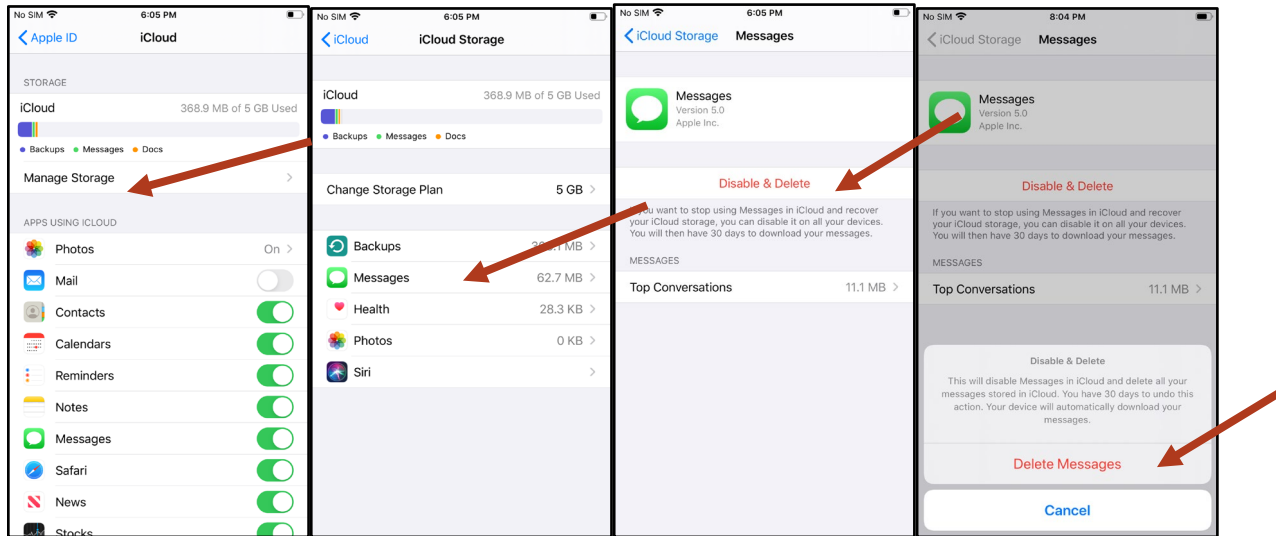 No SIM 6:05 PM
Apple ID iCloud
STORAGE
iCloud 368.9 MB of 5 GB Used
Backups Messages Docs
Manage Storage
APPS USING ICLOUD
Photos On
Mail
Contacts
Calendars
Reminders
Notes
Messages
Safari
News
Stocks
No SIM 6:05 PM
iCloud iCloud Storage
iCloud 368.9 MB of 5 GB Used
Backups Messages Docs
Change Storage Plan 5 GB
Backups MB
Messages 62.7 MB
Health 28.3 KB
Photos 0 KB
Siri
No SIM 6:05 PM
iCloud Storage Messages
Messages
Version 5.0
Apple Inc.
Disable & Delete
If you want to stop using Messages in iCloud and recover
your iCloud storage, you can disable it on all your devices.
You will then have 30 days to download your messages.
MESSAGES
Top Conversations 11.1 MB
No SIM 8:04 PM
iCloud Storage Messages
Messages
Version 5.0
Apple Inc.
Disable & Delete
If you want to stop using Messages in iCloud and recover
your iCloud storage, you can disable it on all your devices.
You will then have 30 days to download your messages.
MESSAGES
Top Conversations 11.1 MB
Disable & Delete
This will disable Messages in iCloud and delete all your
messages stored in iCloud. You have 30 days to undo this
action. Your device will automatically download your
messages.
Delete Messages
Cancel